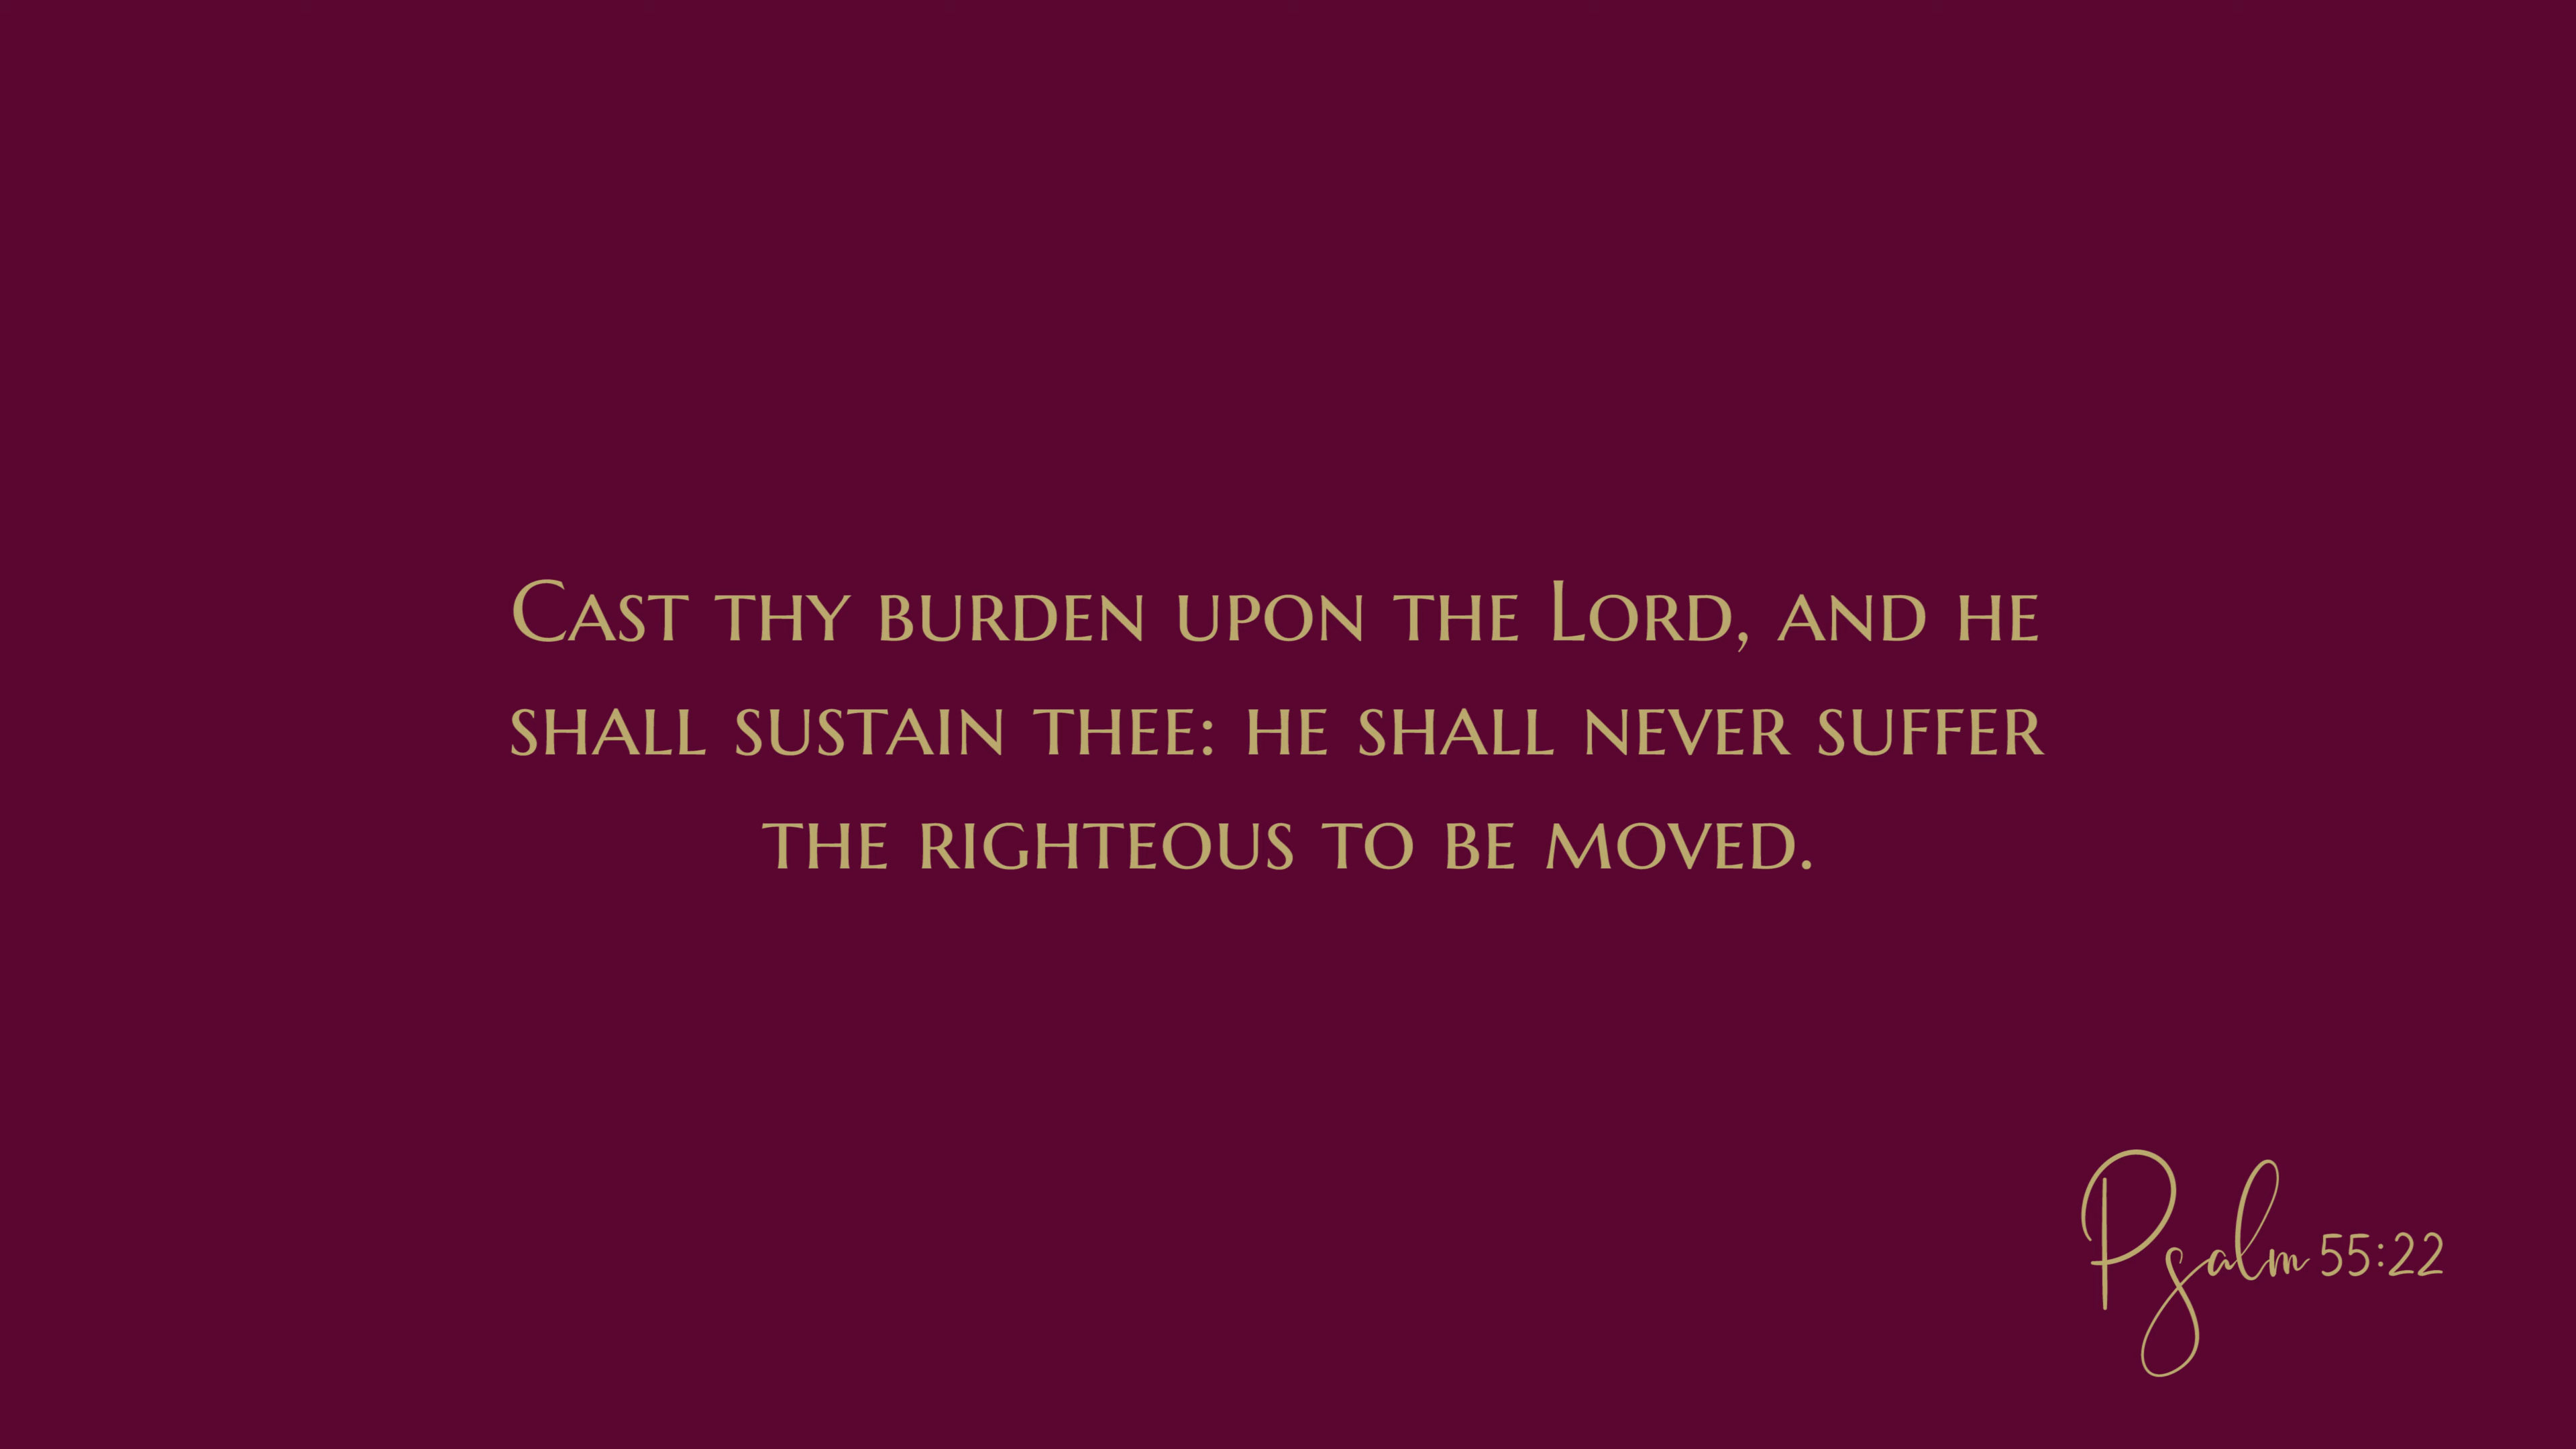 Cast thy burden upon the Lord, and he
shall sustain thee: he shall never suffer
the righteous to be moved.
Psalm 55:22